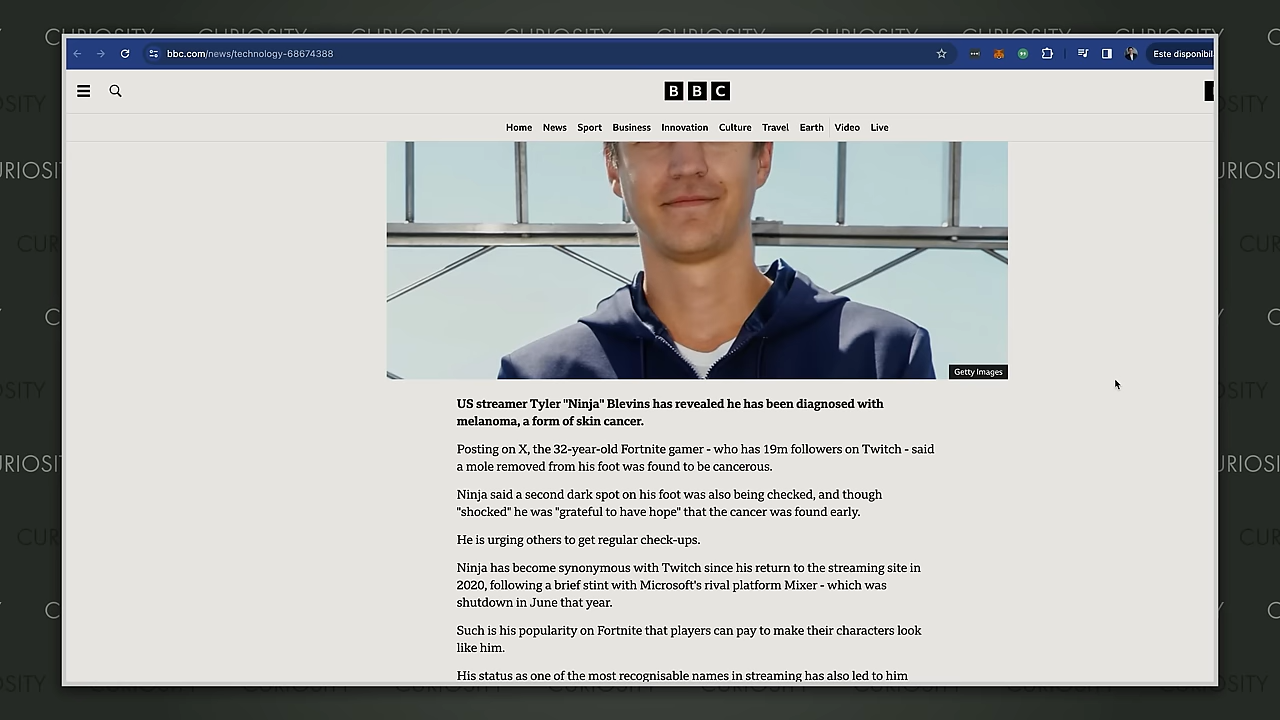 CURIOSITY CURIOSITY CURIOSITY CURIOSITY CURIOSITY CURIOSITY CURIOSITY
bbc.com/news/technology-68674388
Este disponibil
BBC
Home News Sport Business Innovation Culture Travel Earth Video Live
Getty Images
US streamer Tyler "Ninja" Blevins has revealed he has been diagnosed with
melanoma, a form of skin cancer.
Posting on X, the 32-year-old Fortnite gamer - who has 19m followers on Twitch - said
a mole removed from his foot was found to be cancerous.
Ninja said a second dark spot on his foot was also being checked, and though
"shocked" he was "grateful to have hope" that the cancer was found early.
He is urging others to get regular check-ups.
Ninja has become synonymous with Twitch since his return to the streaming site in
2020, following a brief stint with Microsoft's rival platform Mixer - which was
shutdown in June that year.
Such is his popularity on Fortnite that players can pay to make their characters look
like him.
His status as one of the most recognisable names in streaming has also led to him